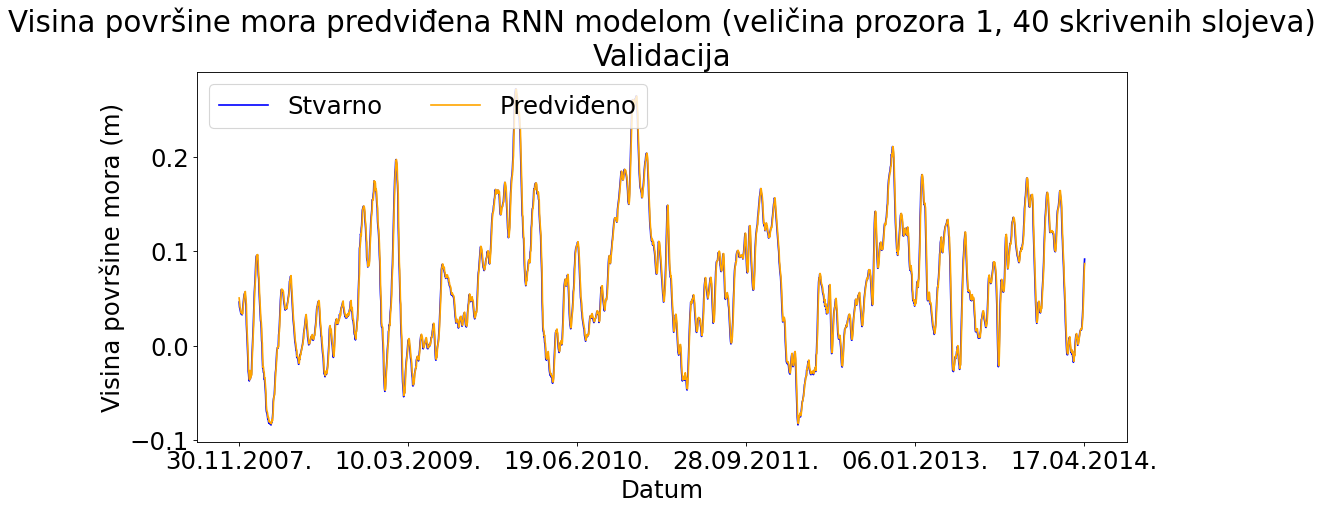 Visina površine mora predviđena RNN modelom (veličina prozora 1, 40 skrivenih slojeva)
Validacija
Stvarno Predviđeno
Visina površine mora (m)
0.2
0.1
0.0
−0.1
30.11.2007. 10.03.2009. 19.06.2010. 28.09.2011. 06.01.2013. 17.04.2014.
Datum